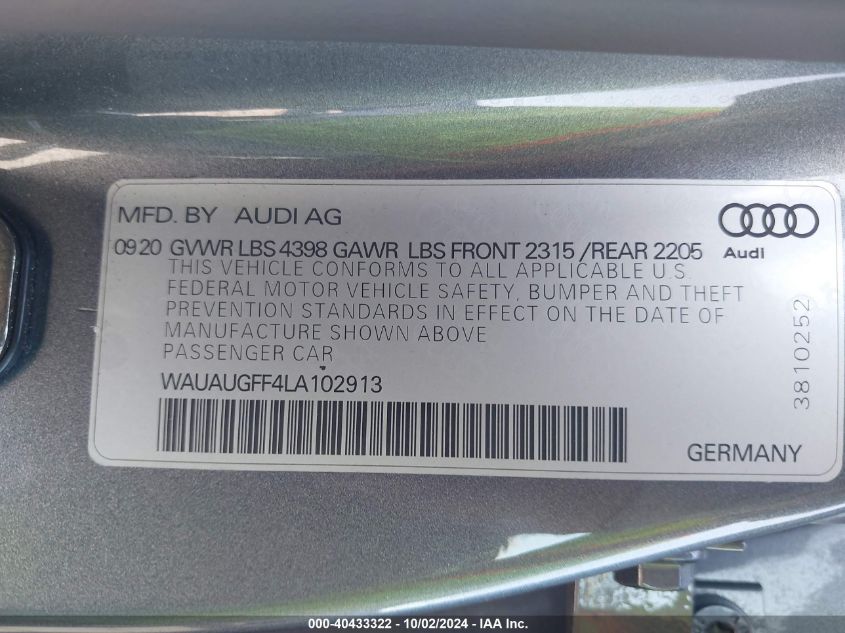 MFD. BY AUDI AG
Audi
09 20 GVWR LBS 4398 GAWR LBS FRONT 2315 /REAR 2205
THIS VEHICLE CONFORMS TO ALL APPLICABLE U.S.
FEDERAL MOTOR VEHICLE SAFETY, BUMPER AND THEFT
PREVENTION STANDARDS IN EFFECT ON THE DATE OF
MANUFACTURE SHOWN ABOVE
PASSENGER CAR
WAUAUGFF4LA102913
3810252
GERMANY
000-40433322 - 10/02/2024 - IAA Inc.